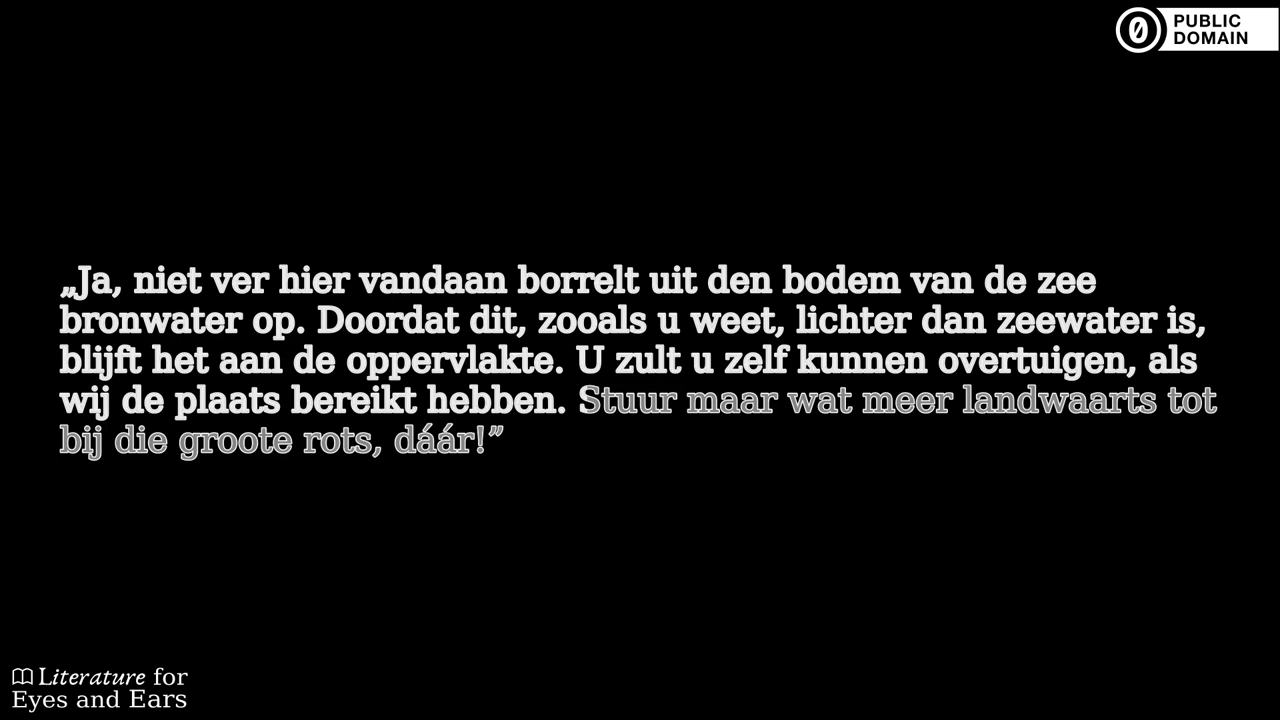 PUBLIC
DOMAIN
„Ja, niet ver hier vandaan borrelt uit den bodem van de zee
bronwater op. Doordat dit, zooals u weet, lichter dan zeewater is,
blijft het aan de oppervlakte. U zult u zelf kunnen overtuigen, als
wij de plaats bereikt hebben. Stuur maar wat meer landwaarts tot
bij die groote rots, dáár!”
Literature for
Eyes and Ears